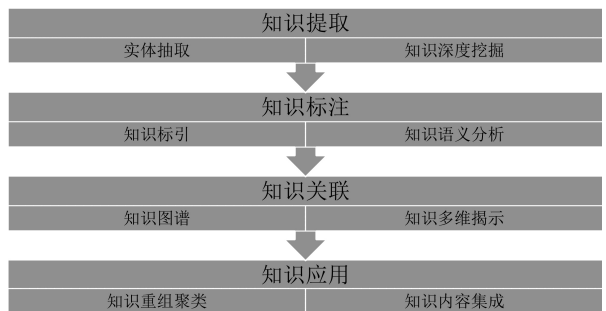 知识提取
实体抽取 知识深度挖掘
知识标注
知识标引 知识语义分析
知识关联
知识图谱 知识多维揭示
知识应用
知识重组聚类 知识内容集成